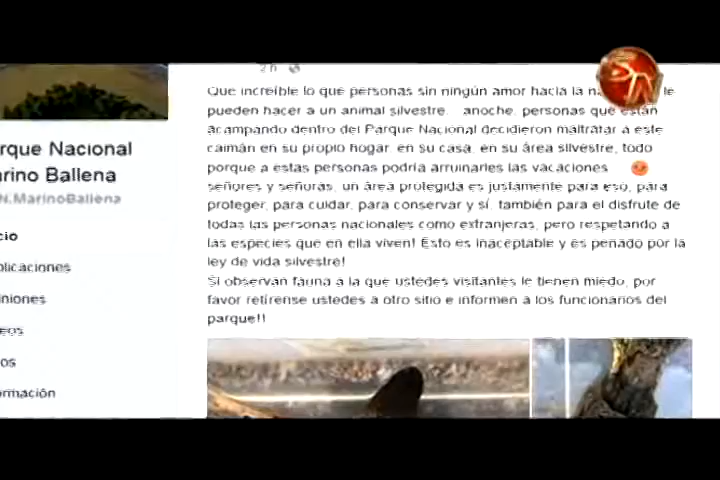 2 h
Que increíble lo que personas sin ningún amor hacia la le
pueden hacer a un animal silvestre. anoche, personas que están
acampando dentro del Parque Nacional decidieron maltratar a este
caimán en su propio hogar, en su casa, en su área silvestre, todo
porque a estas personas podría arruinarles las vacaciones
señores y señoras, un área protegida es justamente para eso, para
proteger, para cuidar, para conservar y sí, también para el disfrute de
todas las personas nacionales como extranjeras, pero respetando a
las especies que en ella viven! Esto es inaceptable y es penado por la
ley de vida silvestre!
Si observan fauna a la que ustedes visitantes le tienen miedo, por
favor retírense ustedes a otro sitio e informen a los funcionarios del
parque!!
rque Nacional
rino Ballena
N.MarinoBallena
cio
blicaciones
iniones
eos
os
ormación
SN